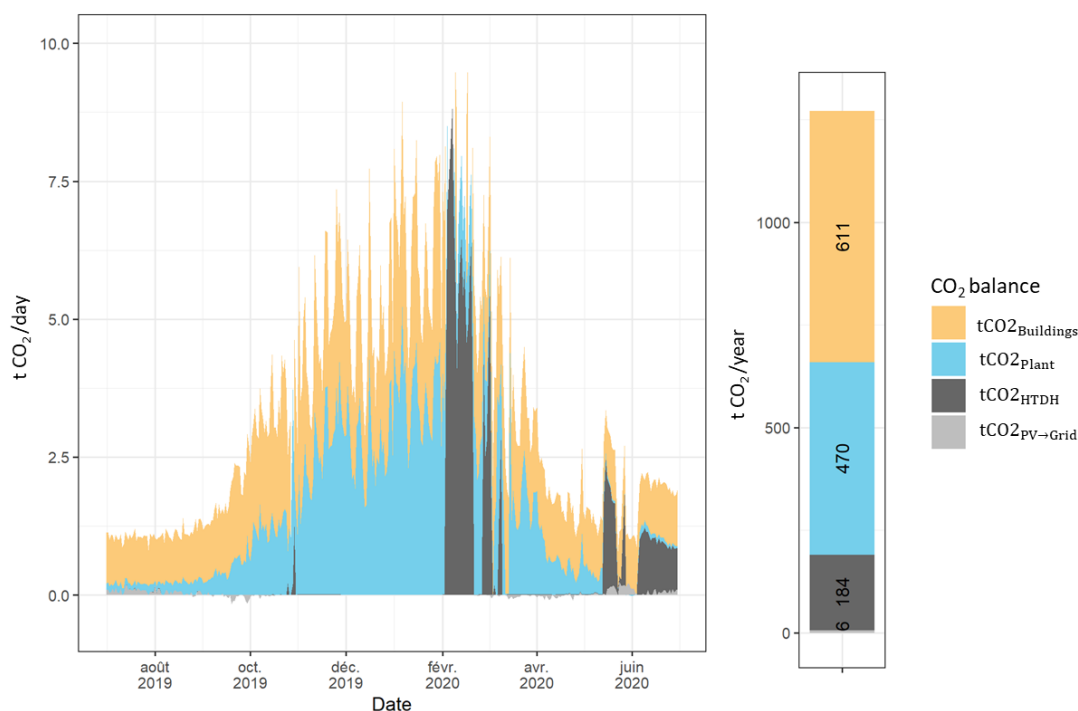 10.0
7.5
5.0
2.5
0.0
t CO₂/day
août
2019
oct.
2019
déc.
2019
févr.
2020
avr.
2020
juin
2020
Date
1000
500
0
t CO₂/year
611
470
184
6
CO₂ balance
tCO2Buildings
tCO2Plant
tCO2HTDH
tCO2PV→Grid